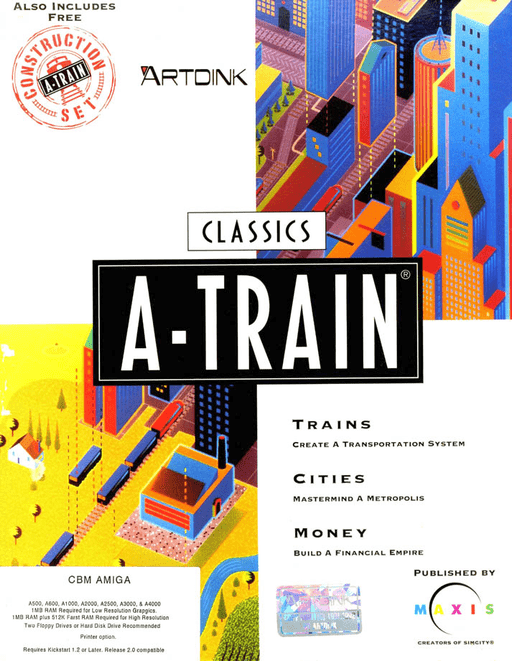 ALSO INCLUDES
FREE
CONSTRUCTION
A-TRAIN
SET
ARTDINK
CLASSICS
A-TRAIN®
TRAINS
CREATE A TRANSPORTATION SYSTEM
CITIES
MASTERMIND A METROPOLIS
MONEY
BUILD A FINANCIAL EMPIRE
CBM AMIGA
A500, A600, A1000, A2000, A2500, A3000, & A4000
1MB RAM Required for Low Resolution Grapgics.
1MB RAM plus 512K Farst RAM Required for High Resolution
Two Floppy Drives or Hard Disk Drive Recommended
Printer option.
Requires Kickstart 1.2 or Later, Release 2.0 compatible
PUBLISHED BY
MAXIS
CREATORS OF SIMCITY®